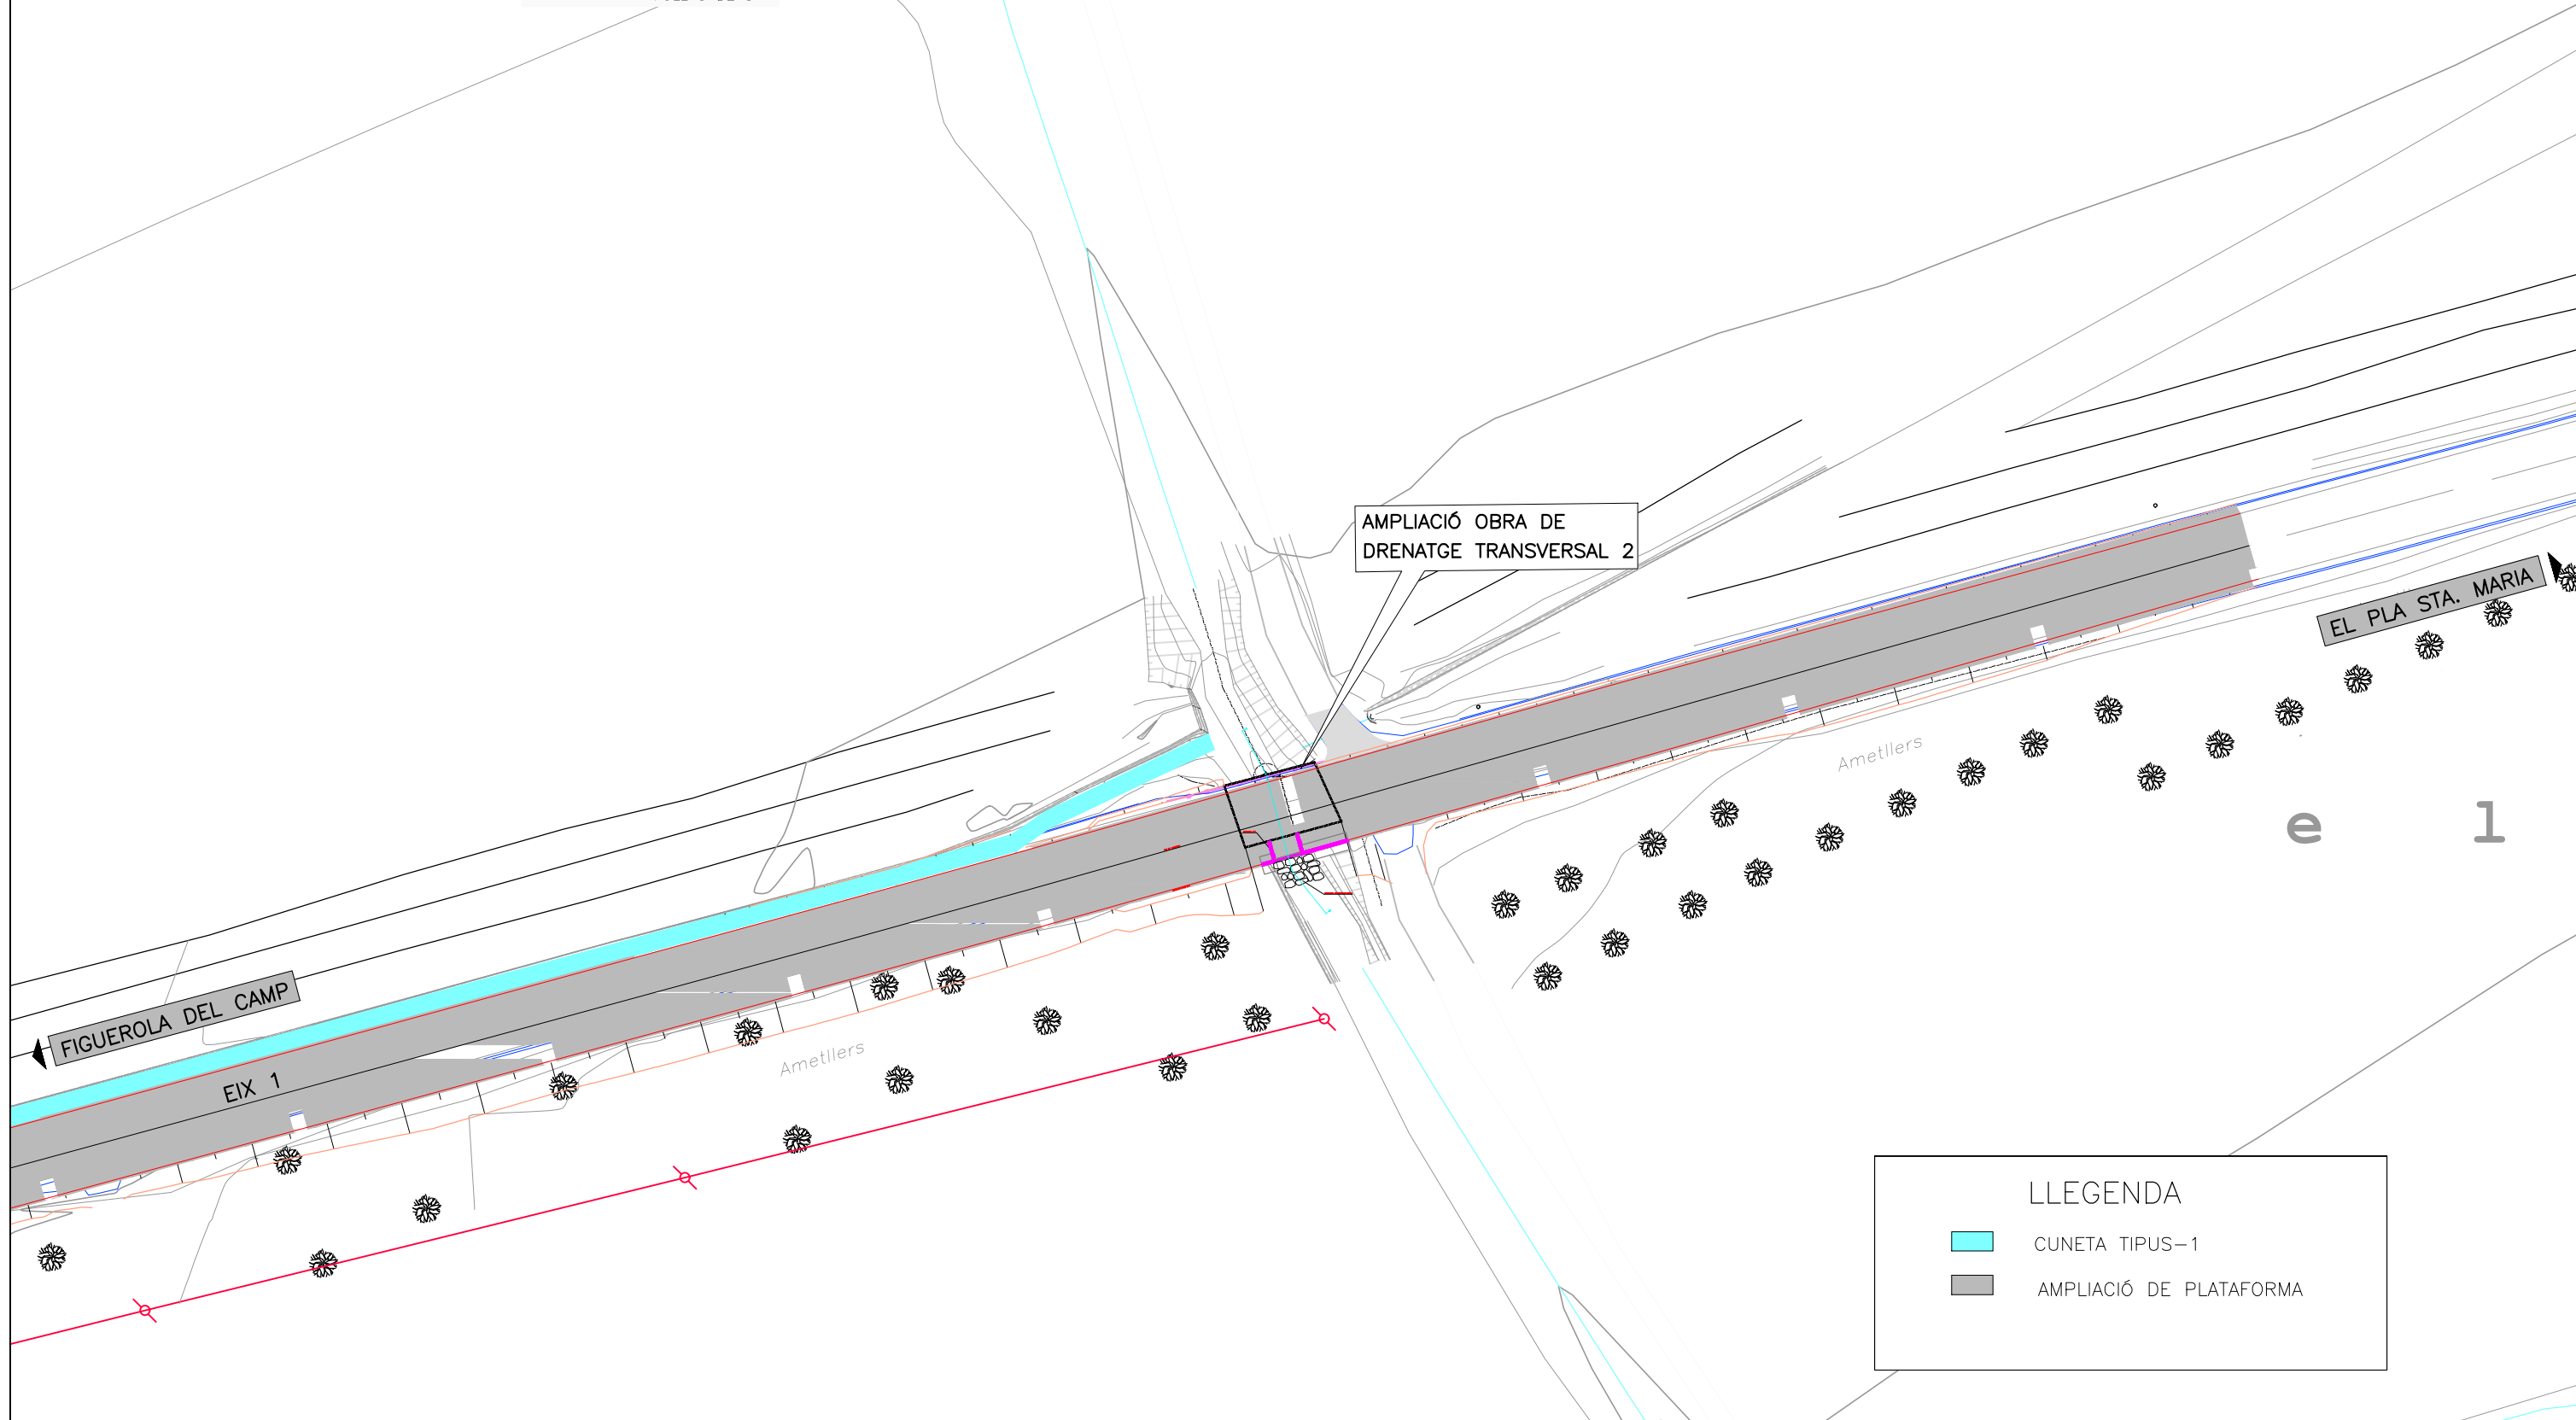 AMPLIACIÓ OBRA DE
DRENATGE TRANSVERSAL 2
EL PLA STA. MARIA
Ametllers
e l
FIGUEROLA DEL CAMP
EIX 1
Ametllers
LLEGENDA
CUNETA TIPUS-1
AMPLIACIÓ DE PLATAFORMA